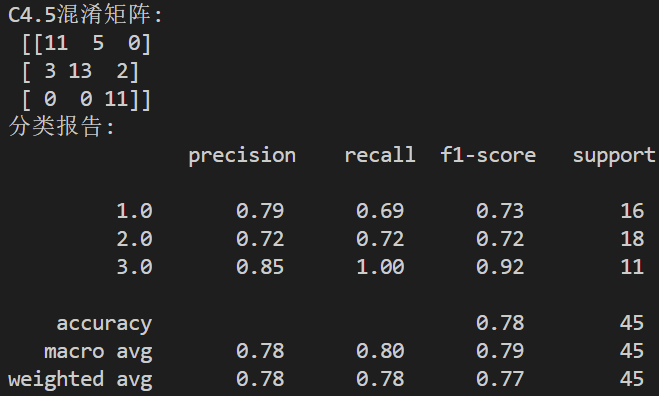 C4.5混淆矩阵:
[[11  5  0]
[ 3 13  2]
[ 0  0 11]]
分类报告:
precision    recall  f1-score   support
1.0       0.79      0.69      0.73        16
2.0       0.72      0.72      0.72        18
3.0       0.85      1.00      0.92        11
accuracy                           0.78        45
macro avg       0.78      0.80      0.79        45
weighted avg       0.78      0.78      0.77        45